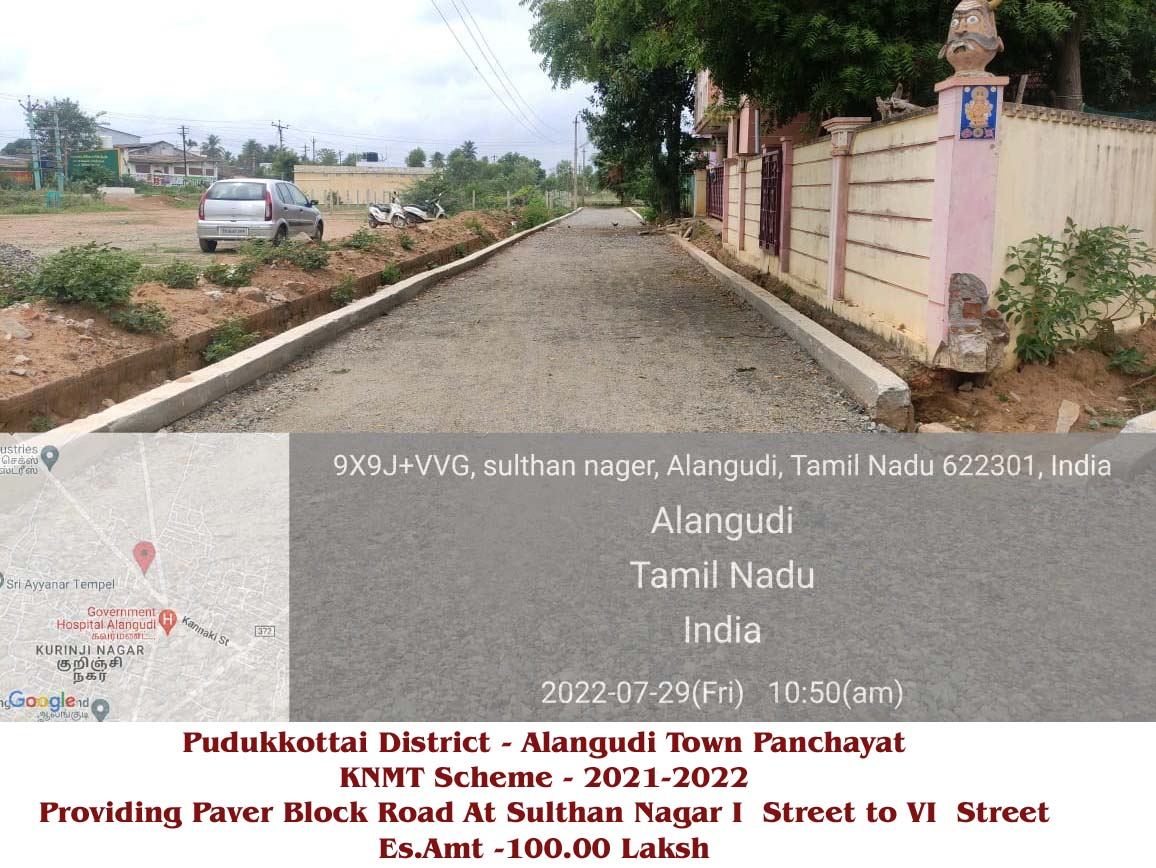 9X9J+VVG, sulthan nager, Alangudi, Tamil Nadu 622301, India
Alangudi
Tamil Nadu
India
2022-07-29(Fri) 10:50(am)
ustries
செக்ஸ்
ஸ்ட்ரீஸ்
Sri Ayyanar Tempel
Government
Hospital Alangudi
H
Kannaki St
372
KURINJI NAGAR
குறிஞ்சி
நகர்
Google
ஆலங்குடி
Pudukkottai District - Alangudi Town Panchayat
KNMT Scheme - 2021-2022
Providing Paver Block Road At Sulthan Nagar I Street to VI Street
Es.Amt -100.00 Laksh